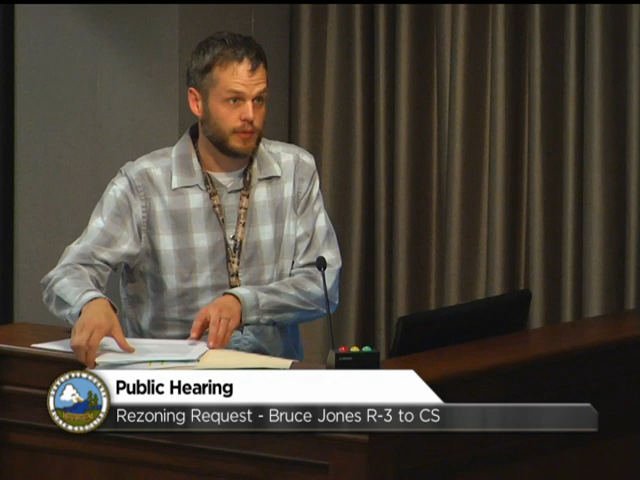 Public Hearing
Rezoning Request - Bruce Jones R-3 to CS